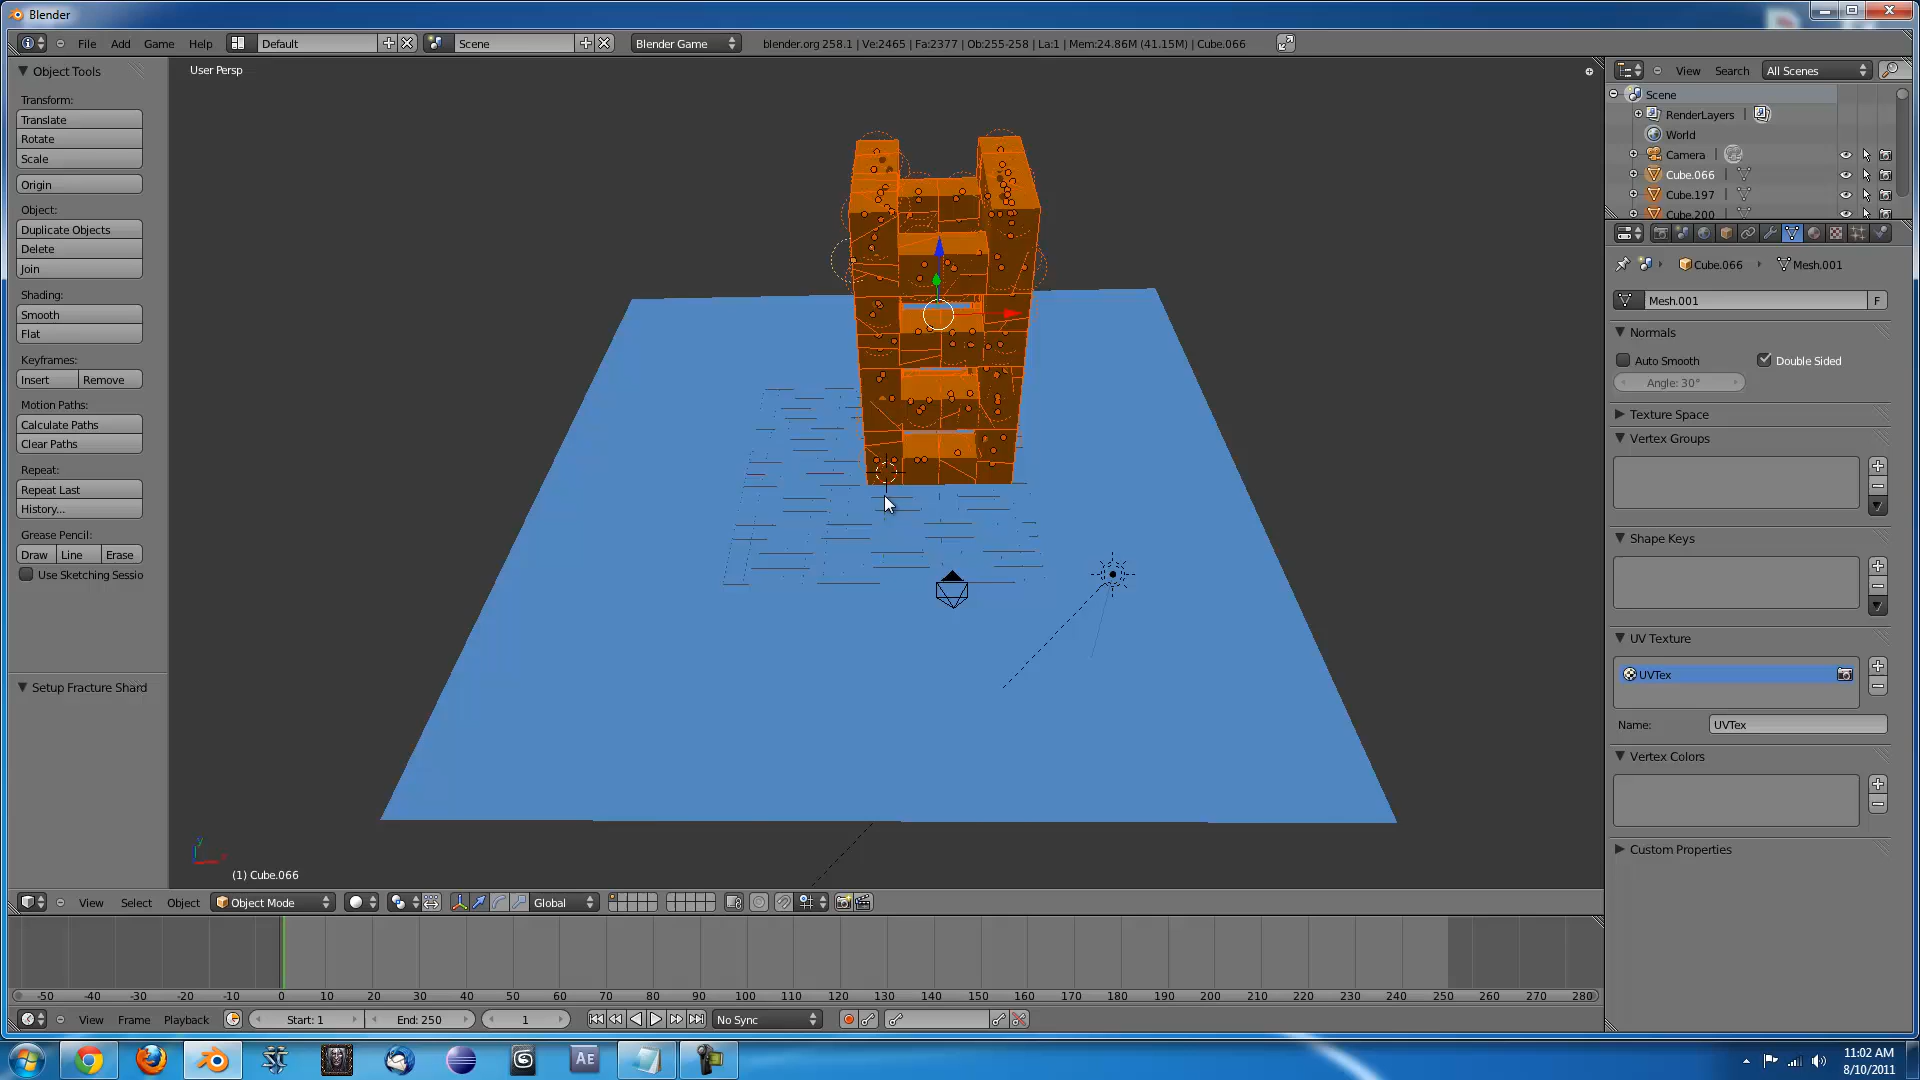 Blender
File Add Game Help Default Scene Blender Game blender.org 258.1 | Ve:2465 | Fa:2377 | Ob:255-258 | La:1 | Mem:24.86M (41.15M) | Cube.066
Object Tools
Transform:
Translate
Rotate
Scale
Origin
Object:
Duplicate Objects
Delete
Join
Shading:
Smooth
Flat
Keyframes:
Insert Remove
Motion Paths:
Calculate Paths
Clear Paths
Repeat:
Repeat Last
History...
Grease Pencil:
Draw Line Erase
Use Sketching Sessio
Setup Fracture Shard
User Persp
(1) Cube.066
View Search All Scenes
Scene
RenderLayers |
World
Camera |
Cube.066
Cube.197
Cube.200
Cube.066 Mesh.001
Mesh.001 F
Normals
Auto Smooth Double Sided
Angle: 30°
Texture Space
Vertex Groups
Shape Keys
UV Texture
UVTex
Name: UVTex
Vertex Colors
Custom Properties
View Select Object Object Mode Global
-50 -40 -30 -20 -10 0 10 20 30 40 50 60 70 80 90 100 110 120 130 140 150 160 170 180 190 200 210 220 230 240 250 260 270 280
View Frame Playback Start: 1 End: 250 1 No Sync
AE
11:02 AM
8/10/2011